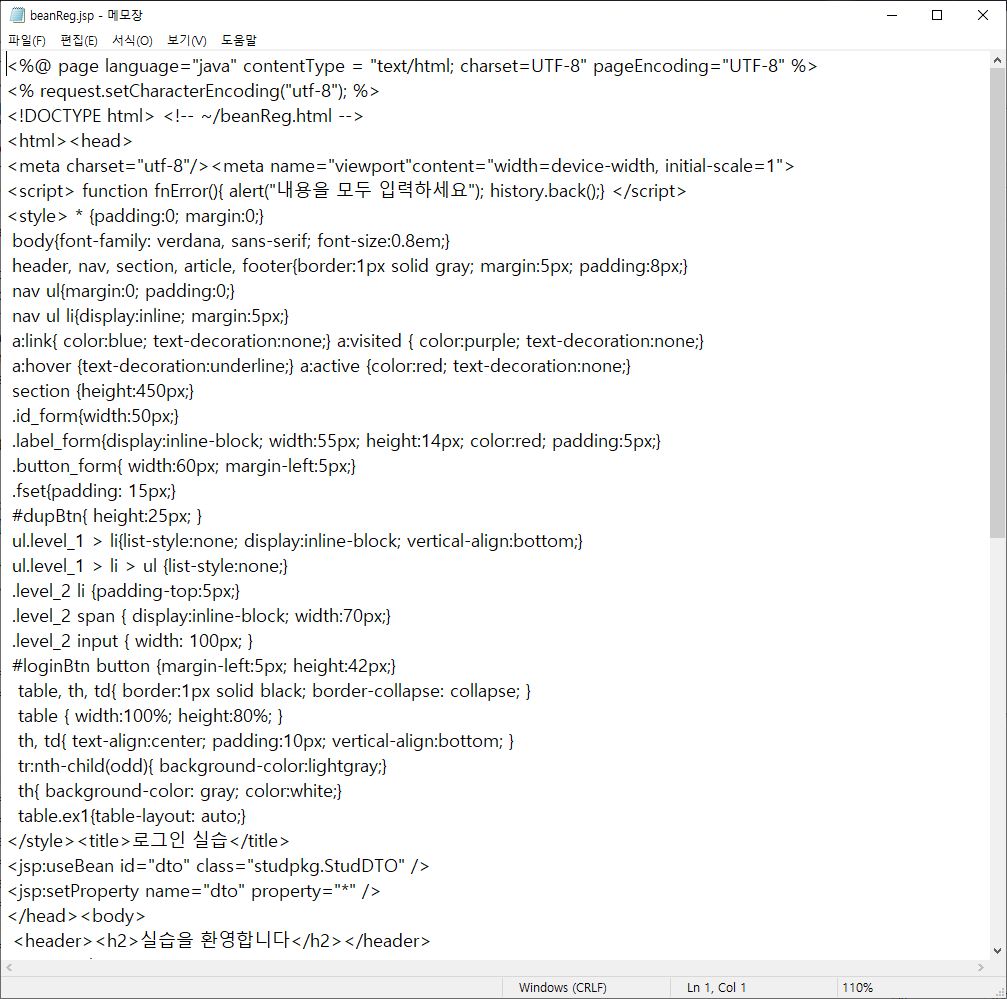 beanReg.jsp - 메모장
파일(F) 편집(E) 서식(O) 보기(V) 도움말
<%@ page language="java" contentType = "text/html; charset=UTF-8" pageEncoding="UTF-8" %>
<% request.setCharacterEncoding("utf-8"); %>
<!DOCTYPE html> <!-- ~/beanReg.html -->
<html><head>
<meta charset="utf-8"/><meta name="viewport"content="width=device-width, initial-scale=1">
<script> function fnError(){ alert("내용을 모두 입력하세요"); history.back();} </script>
<style> * {padding:0; margin:0;}
body{font-family: verdana, sans-serif; font-size:0.8em;}
header, nav, section, article, footer{border:1px solid gray; margin:5px; padding:8px;}
nav ul{margin:0; padding:0;}
nav ul li{display:inline; margin:5px;}
a:link{ color:blue; text-decoration:none;} a:visited { color:purple; text-decoration:none;}
a:hover {text-decoration:underline;} a:active {color:red; text-decoration:none;}
section {height:450px;}
.id_form{width:50px;}
.label_form{display:inline-block; width:55px; height:14px; color:red; padding:5px;}
.button_form{ width:60px; margin-left:5px;}
.fset{padding: 15px;}
#dupBtn{ height:25px; }
ul.level_1 > li{list-style:none; display:inline-block; vertical-align:bottom;}
ul.level_1 > li > ul {list-style:none;}
.level_2 li {padding-top:5px;}
.level_2 span { display:inline-block; width:70px;}
.level_2 input { width: 100px; }
#loginBtn button {margin-left:5px; height:42px;}
table, th, td{ border:1px solid black; border-collapse: collapse; }
table { width:100%; height:80%; }
th, td{ text-align:center; padding:10px; vertical-align:bottom; }
tr:nth-child(odd){ background-color:lightgray;}
th{ background-color: gray; color:white;}
table.ex1{table-layout: auto;}
</style><title>로그인 실습</title>
<jsp:useBean id="dto" class="studpkg.StudDTO" />
<jsp:setProperty name="dto" property="*" />
</head><body>
<header><h2>실습을 환영합니다</h2></header>
Windows (CRLF) Ln 1, Col 1 110%